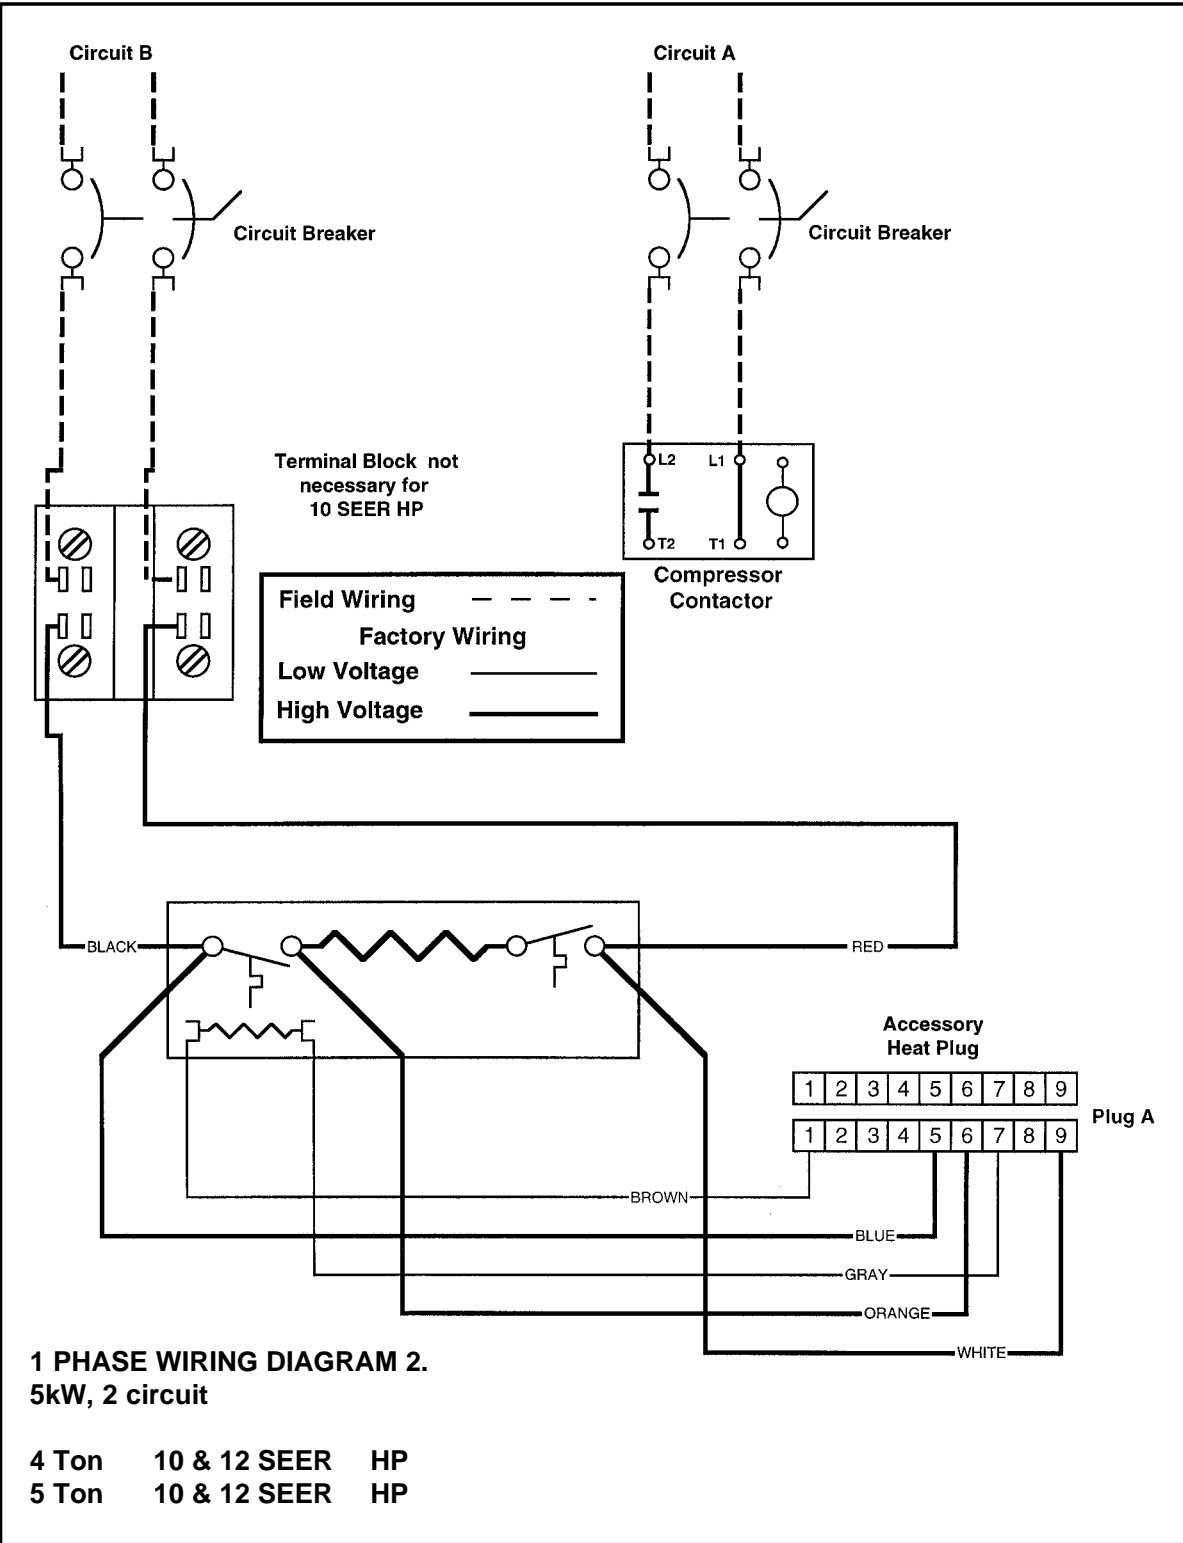 Circuit B
Circuit A
Circuit Breaker
Circuit Breaker
Terminal Block not
necessary for
10 SEER HP
L2
L1
T2
T1
Compressor
Contactor
Field Wiring
Factory Wiring
Low Voltage
High Voltage
BLACK
RED
Accessory
Heat Plug
1 2 3 4 5 6 7 8 9
Plug A
1 2 3 4 5 6 7 8 9
BROWN
BLUE
GRAY
ORANGE
WHITE
1 PHASE WIRING DIAGRAM 2.
5kW, 2 circuit
4 Ton 10 & 12 SEER HP
5 Ton 10 & 12 SEER HP